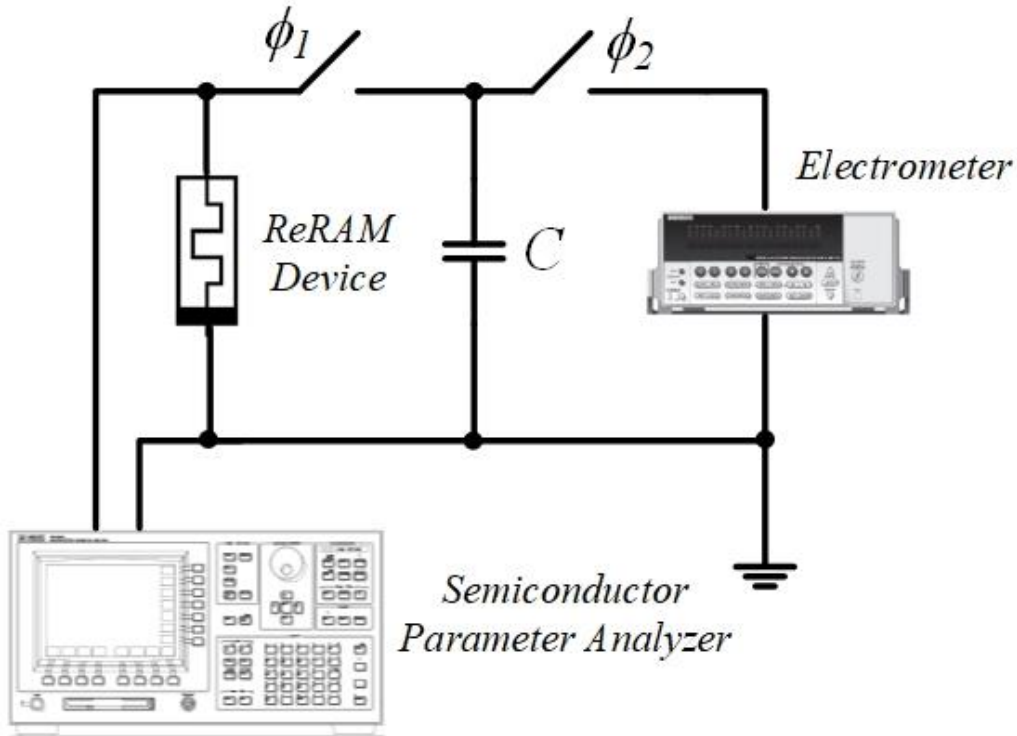 ϕ1
ϕ2
Electrometer
ReRAM
Device
C
Semiconductor
Parameter Analyzer